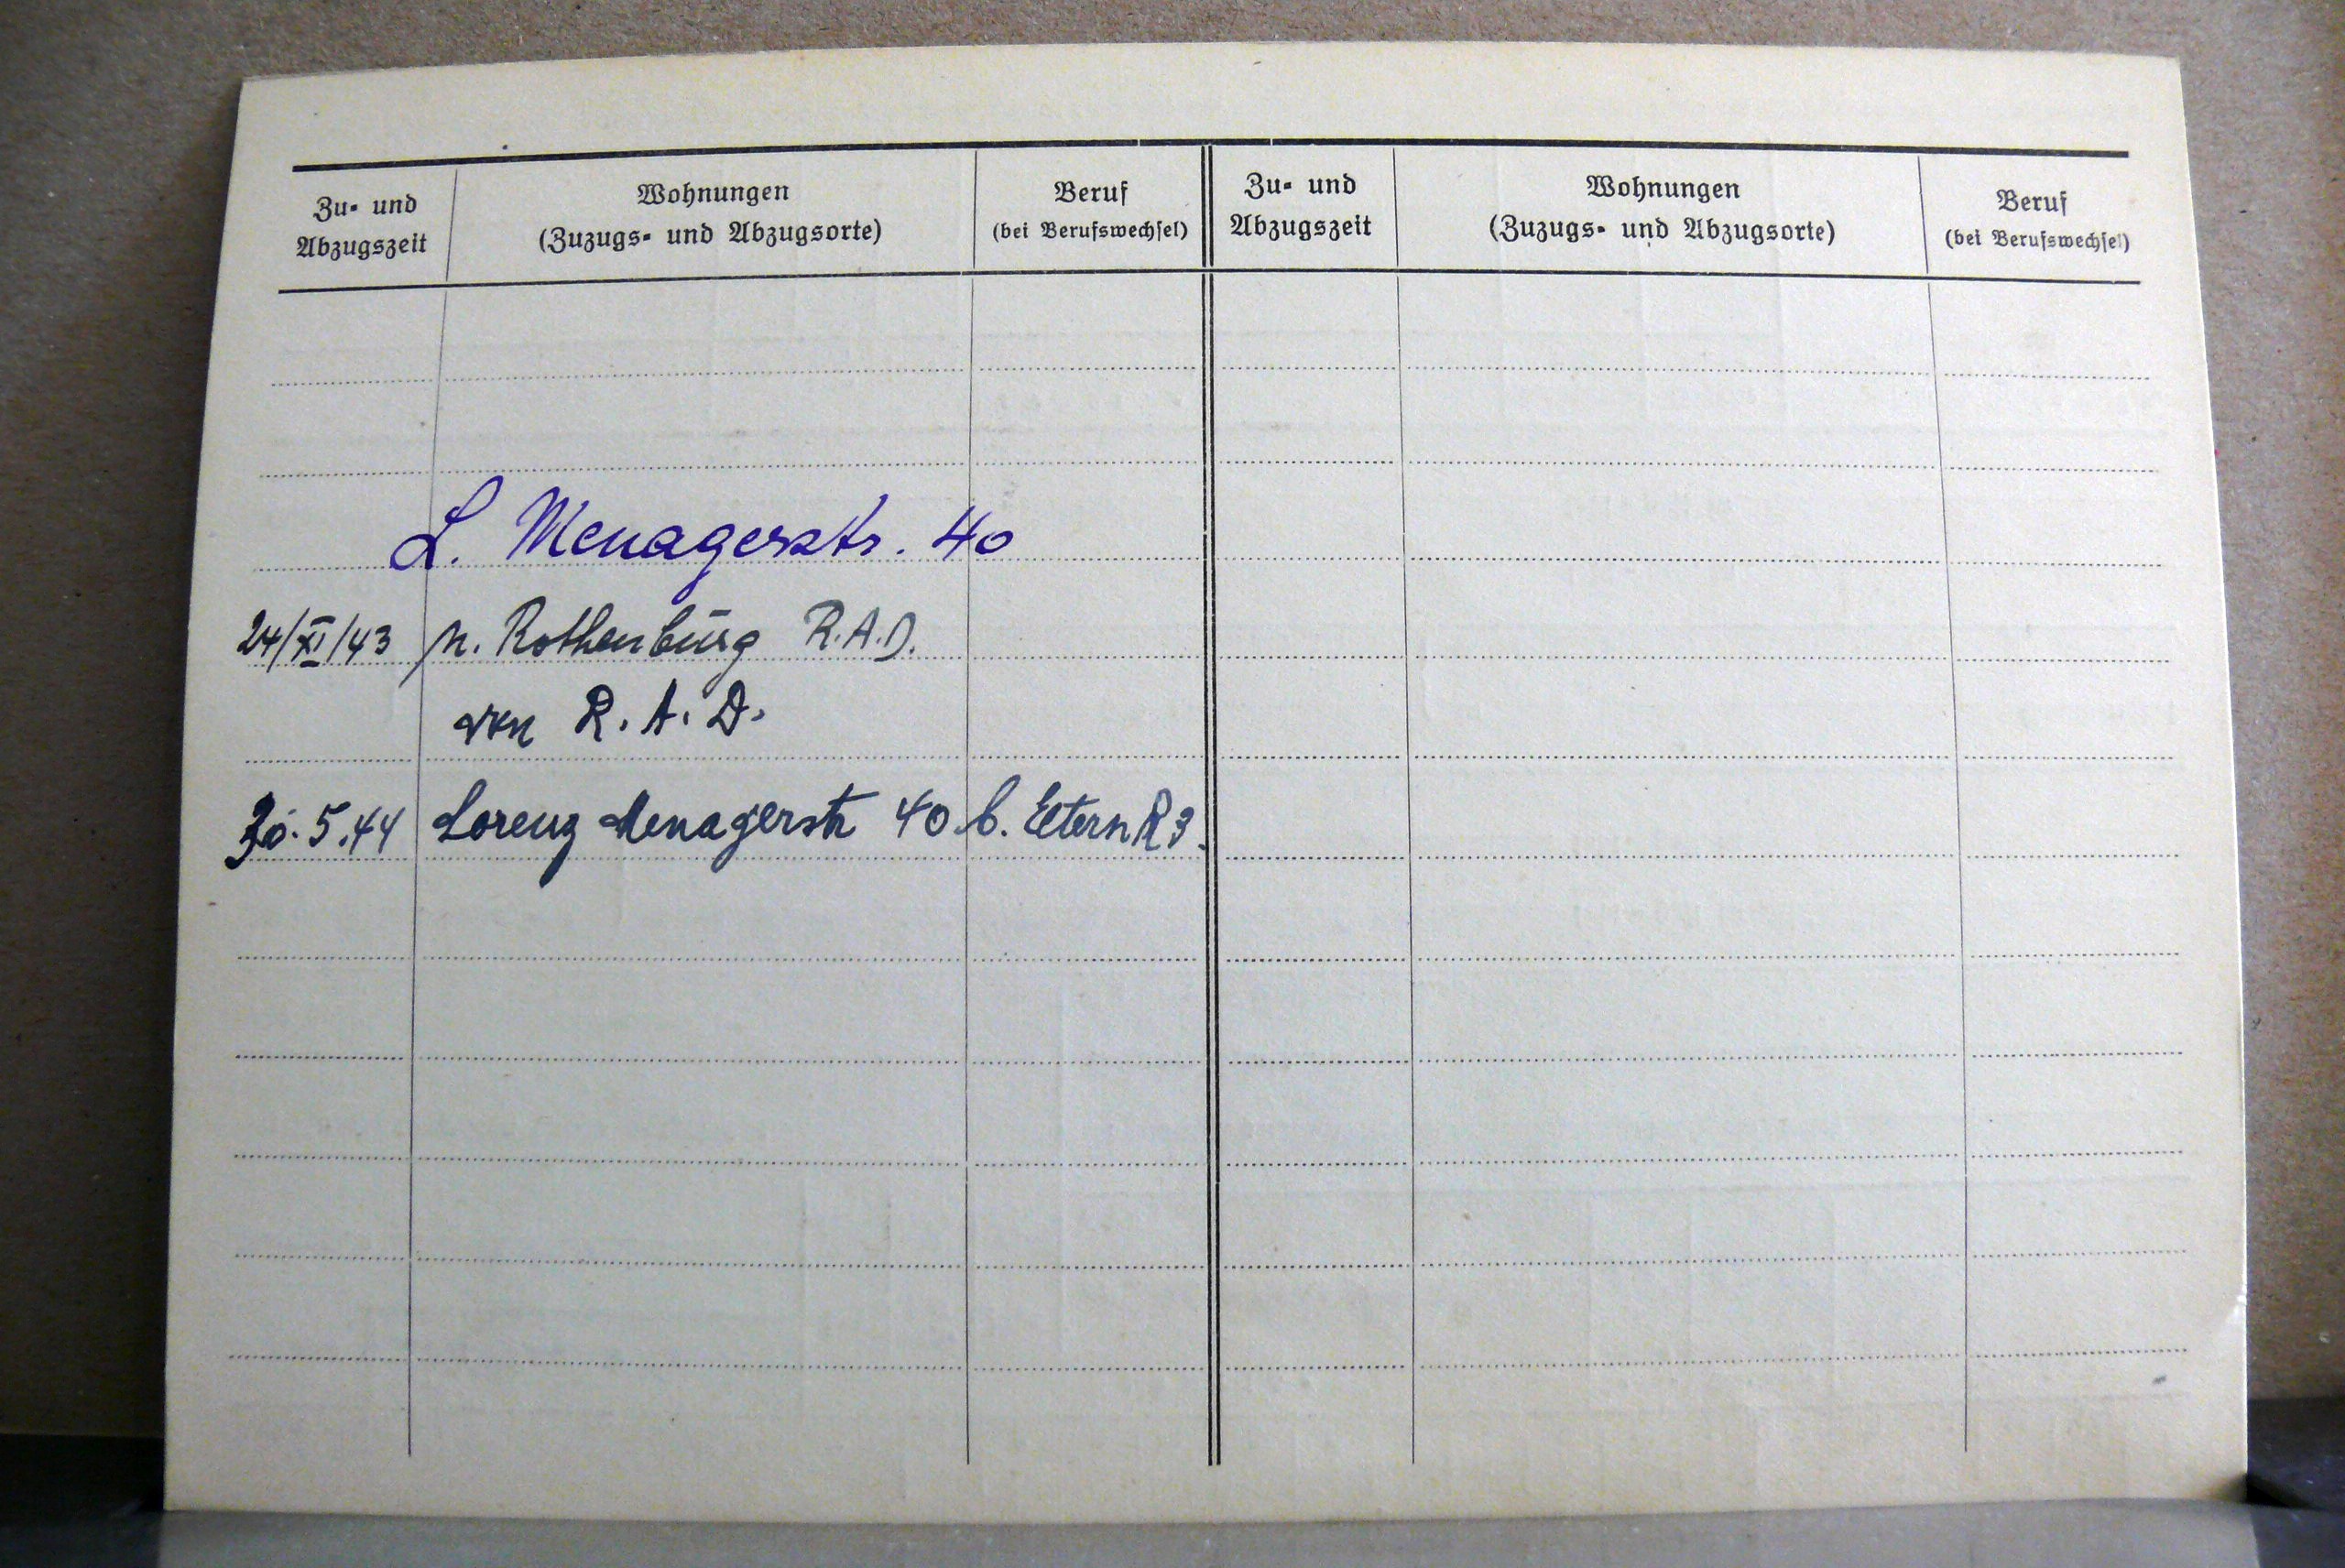 Zu- und Abzugszeit
Wohnungen (Zuzugs- und Abzugsorte)
Beruf (bei Berufswechsel)
Zu- und Abzugszeit
Wohnungen (Zuzugs- und Abzugsorte)
Beruf (bei Berufswechsel)
L. Menagerstr. 40
24/XI/43 n. Rothenburg R.A.D.
von R. A. D.
5.44 Lorenz Menagerstr 40 b. Eltern R 3.